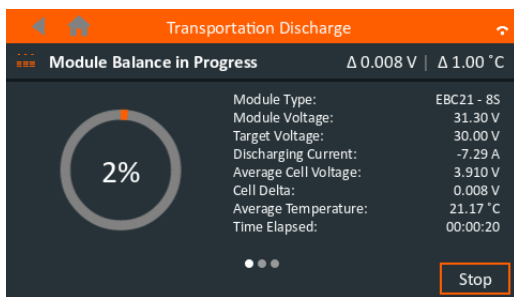 Transportation Discharge
Module Balance in Progress Δ 0.008 V | Δ 1.00 °C
Module Type: EBC21 - 8S
Module Voltage: 31.30 V
Target Voltage: 30.00 V
Discharging Current: -7.29 A
Average Cell Voltage: 3.910 V
Cell Delta: 0.008 V
Average Temperature: 21.17 °C
Time Elapsed: 00:00:20
2%
Stop